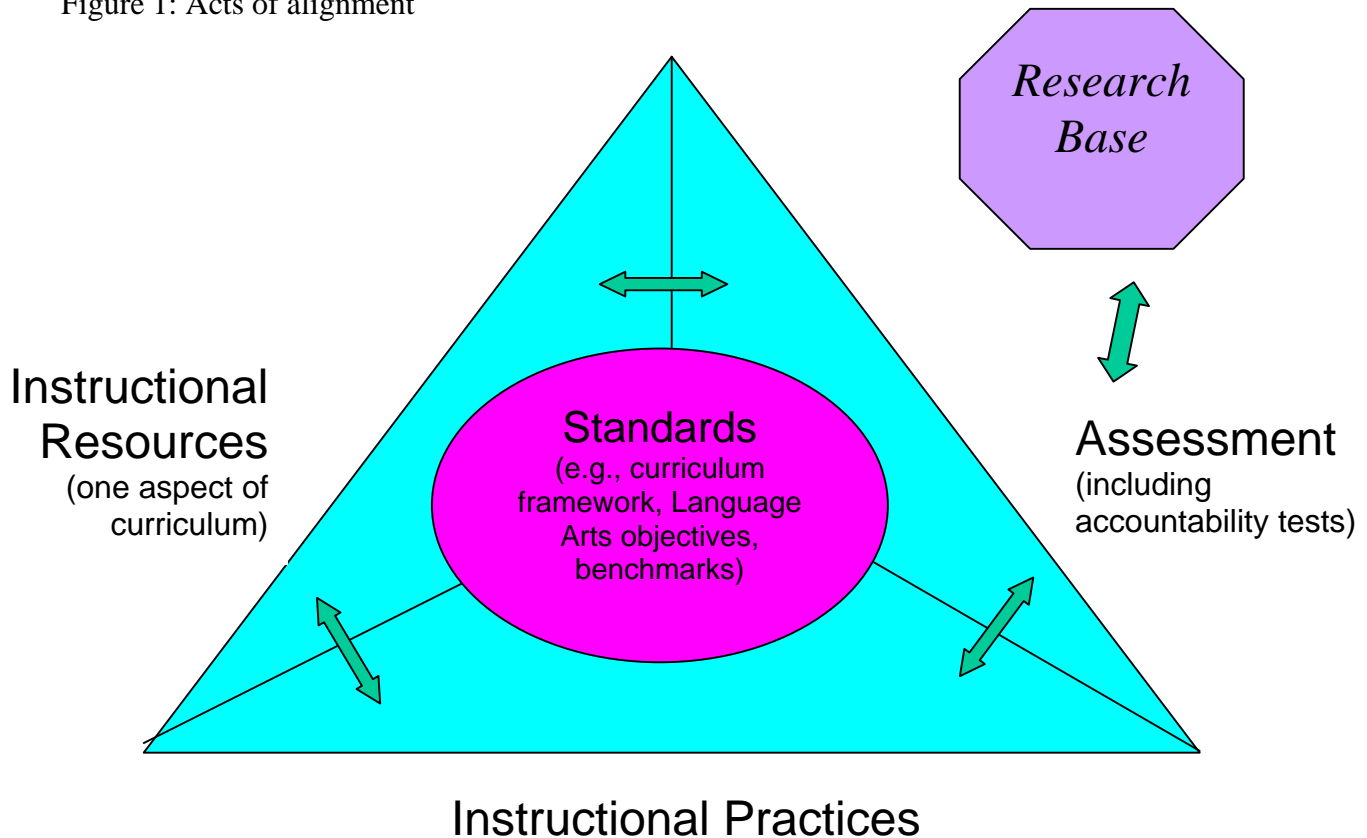 Figure 1: Acts of alignment
Research
Base
Instructional
Resources
(one aspect of
curriculum)
Standards
(e.g., curriculum
framework, Language
Arts objectives,
benchmarks)
Assessment
(including
accountability tests)
Instructional Practices